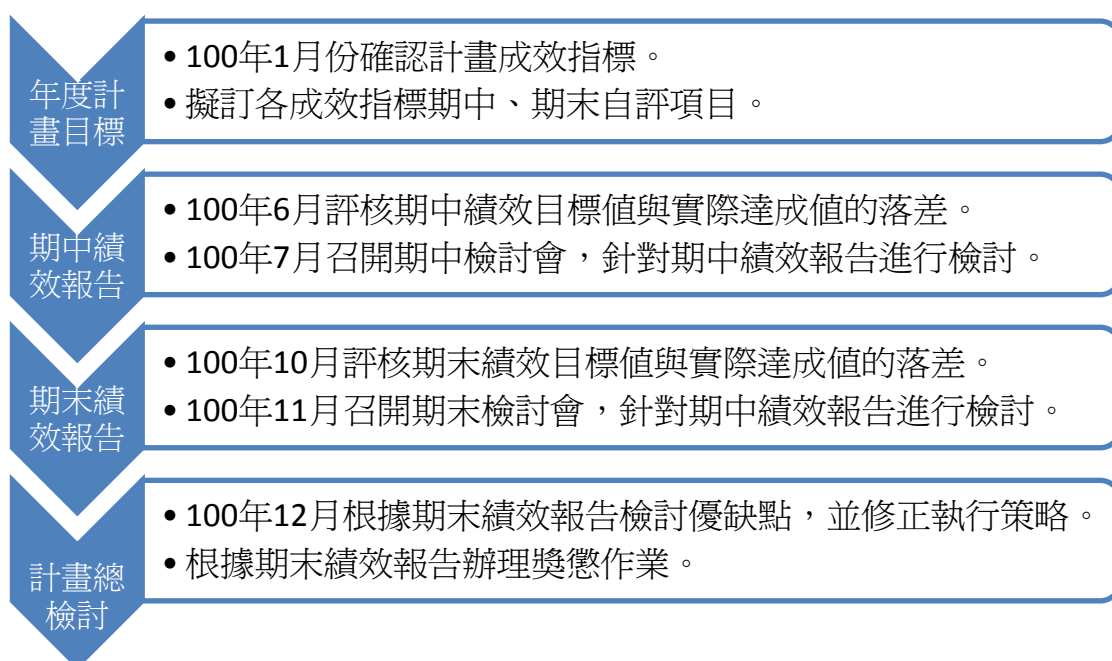 年度計
畫目標
• 100年1月份確認計畫成效指標。
• 擬訂各成效指標期中、期末自評項目。
期中績
效報告
• 100年6月評核期中績效目標值與實際達成值的落差。
• 100年7月召開期中檢討會，針對期中績效報告進行檢討。
期末績
效報告
• 100年10月評核期末績效目標值與實際達成值的落差。
• 100年11月召開期末檢討會，針對期中績效報告進行檢討。
計畫總
檢討
• 100年12月根據期末績效報告檢討優缺點，並修正執行策略。
• 根據期末績效報告辦理獎懲作業。